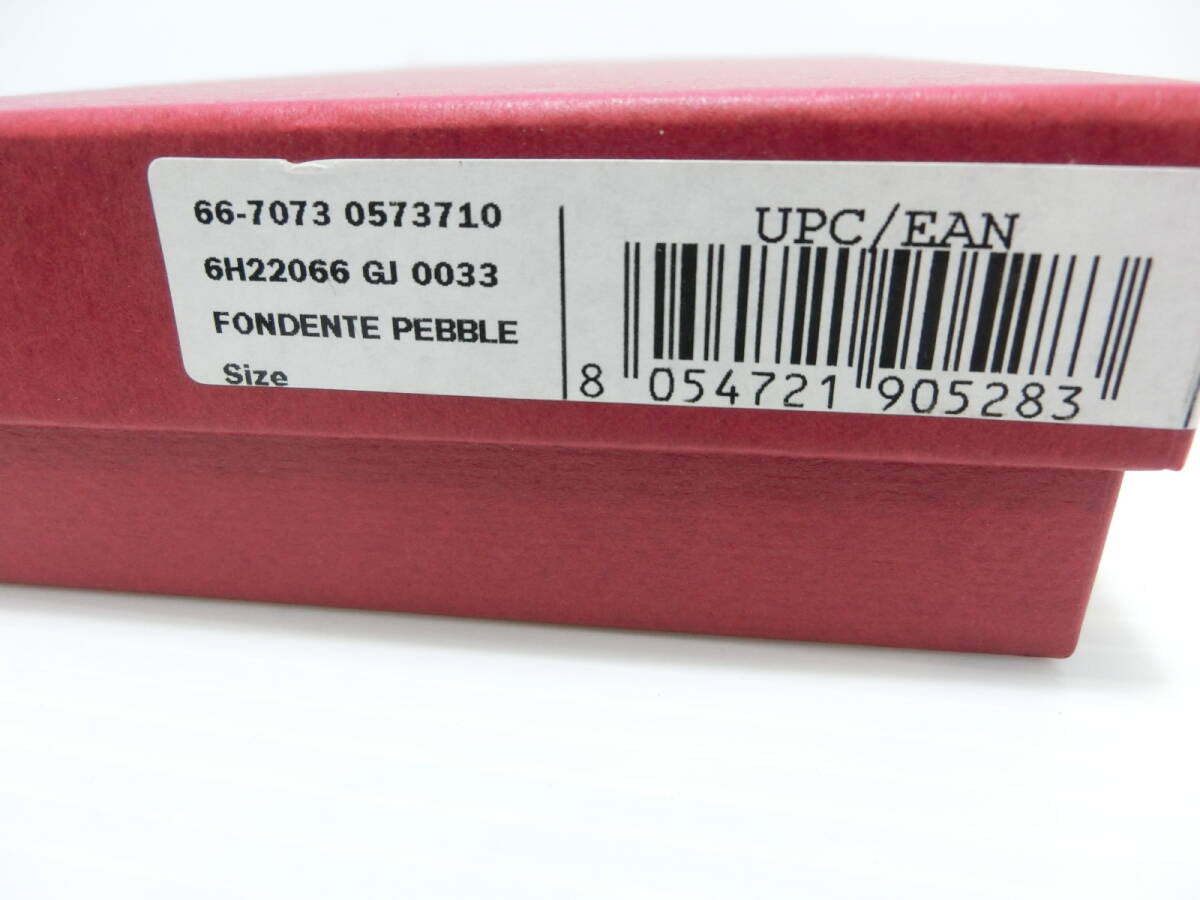 66-7073 0573710
6H22066 GJ 0033
FONDENTE PEBBLE
Size
UPC/EAN
8 054721 905283